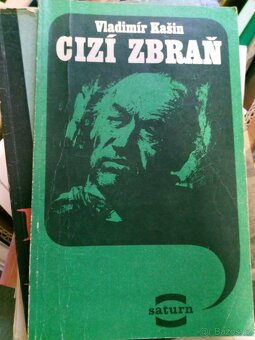 Vladimír Kašin
CIZÍ ZBRAŇ
saturn